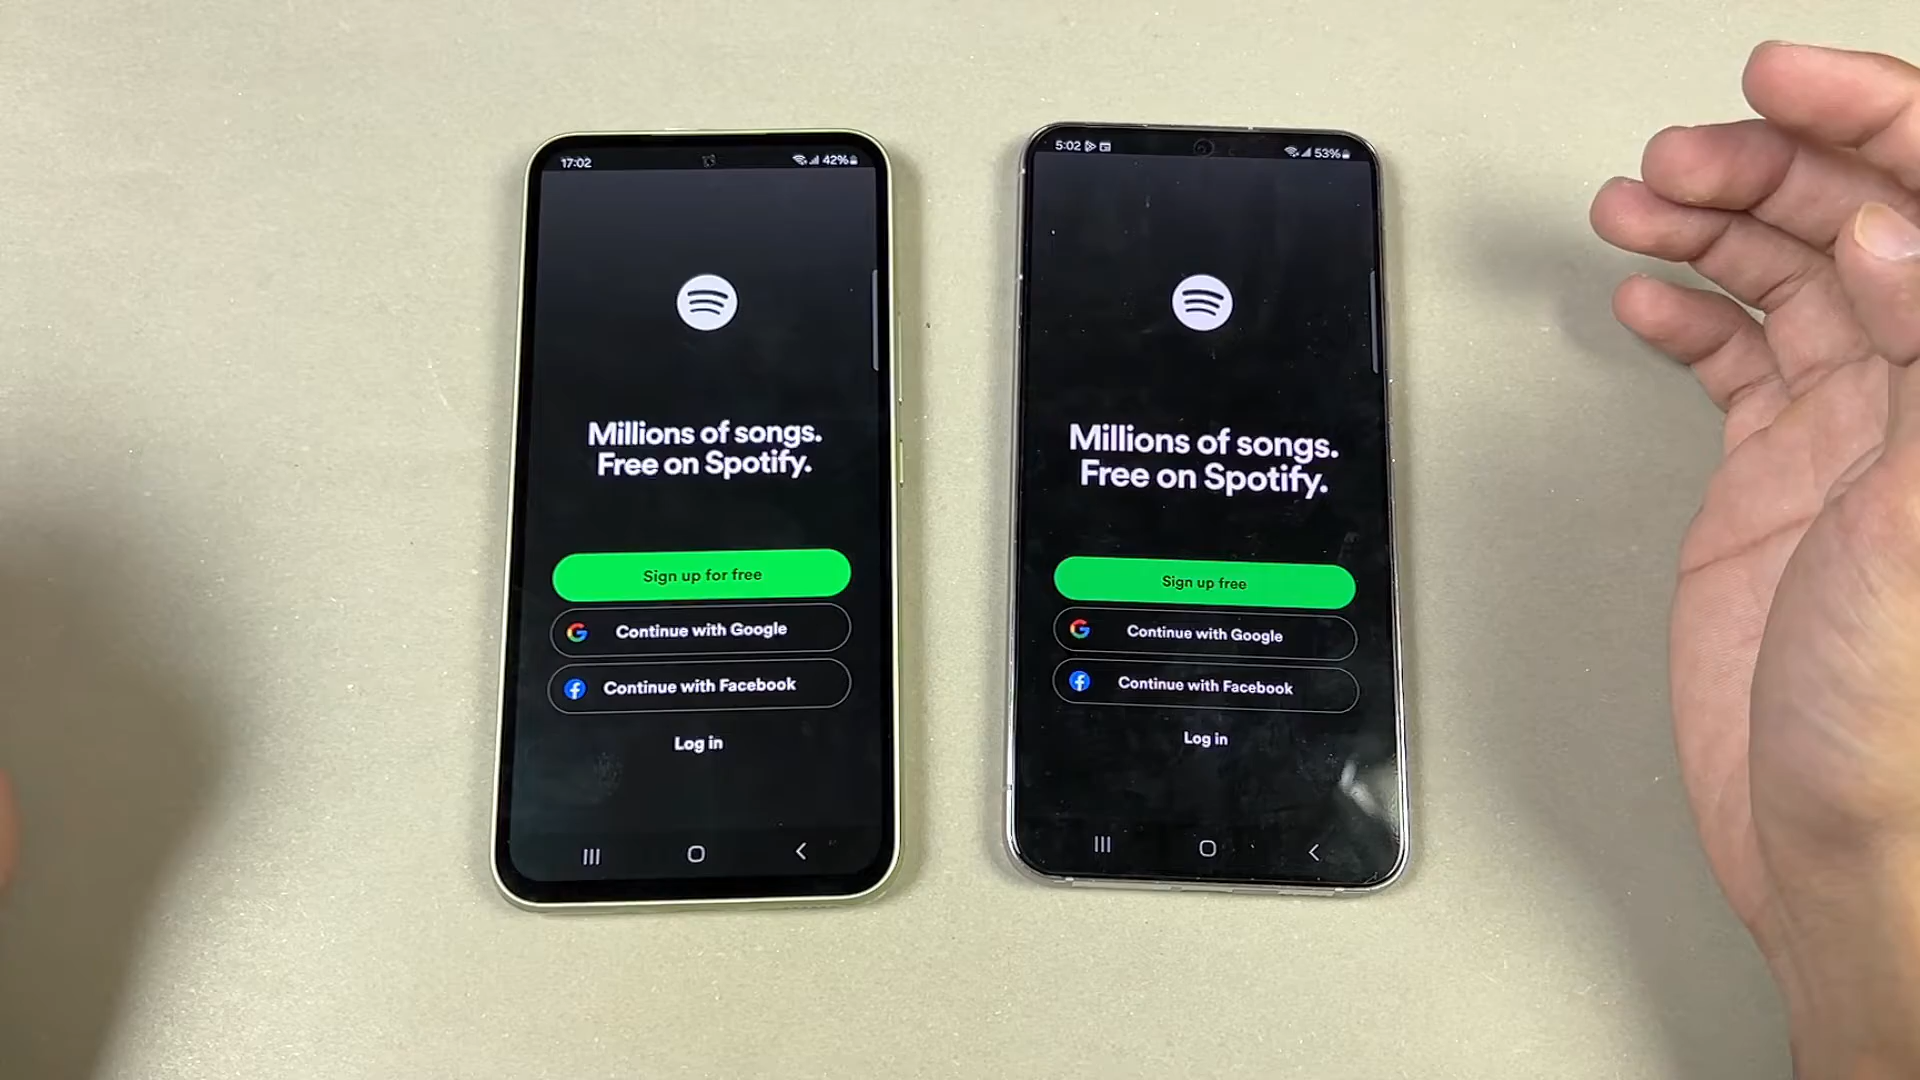 17:02
42%
Millions of songs.
Free on Spotify.
Sign up for free
Continue with Google
Continue with Facebook
Log in
5:02
53%
Millions of songs.
Free on Spotify.
Sign up free
Continue with Google
Continue with Facebook
Log in